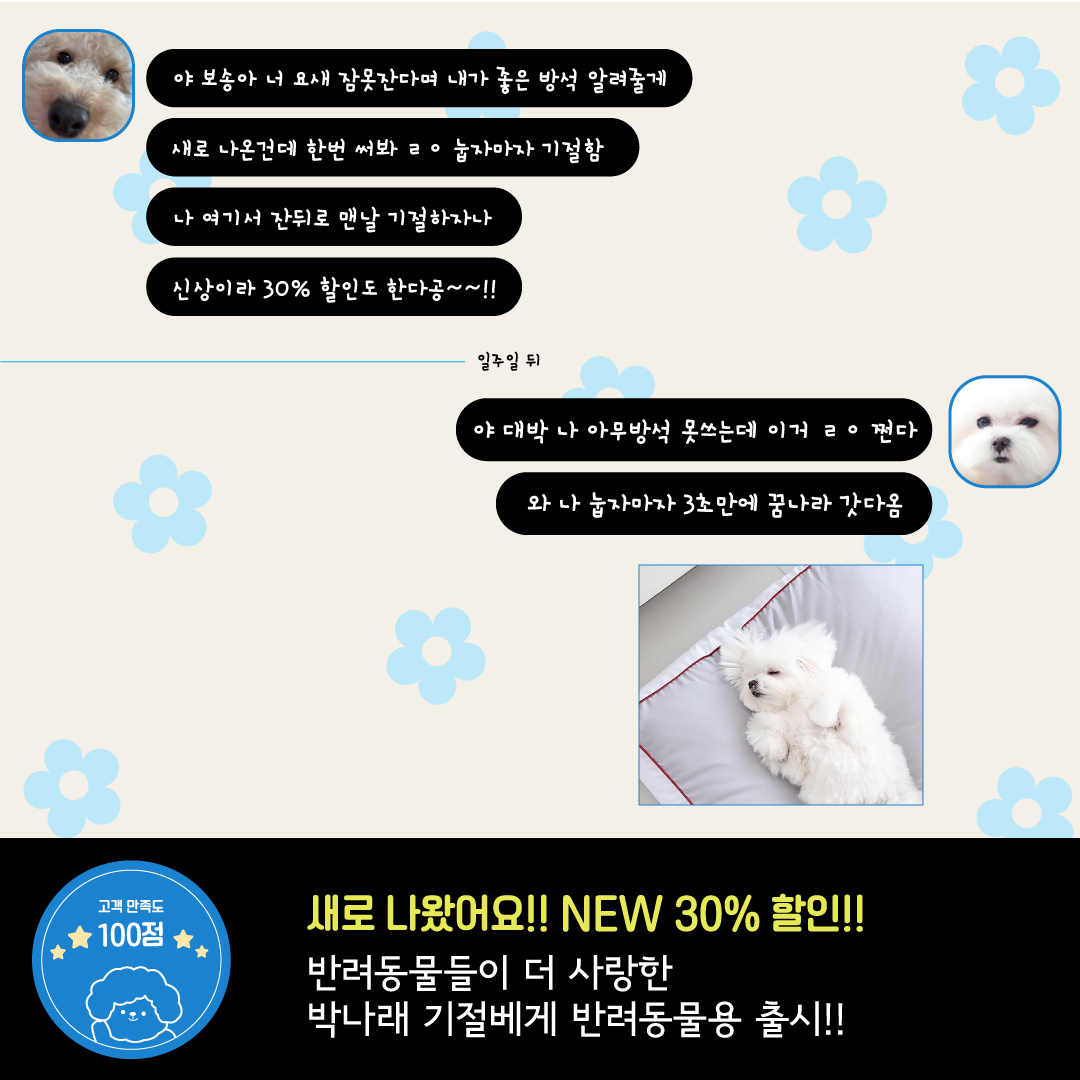 야 보송아 너 요새 잠못잔다며 내가 좋은 방석 알려줄게
새로 나온건데 한번 써봐 ㄹㅇ 눕자마자 기절함
나 여기서 잔뒤로 맨날 기절하자나
신상이라 30% 할인도 한다공~~!!
일주일 뒤
야 대박 나 아무방석 못쓰는데 이거 ㄹㅇ 쩐다
와 나 눕자마자 3초만에 꿈나라 갓다옴
고객 만족도
100점
새로 나왔어요!! NEW 30% 할인!!
반려동물들이 더 사랑한
박나래 기절베게 반려동물용 출시!!